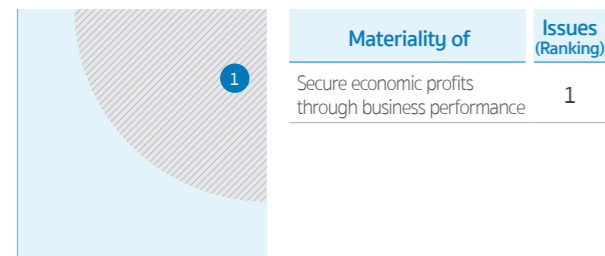 1
Materiality of
Issues
(Ranking)
Secure economic profits
through business performance
1